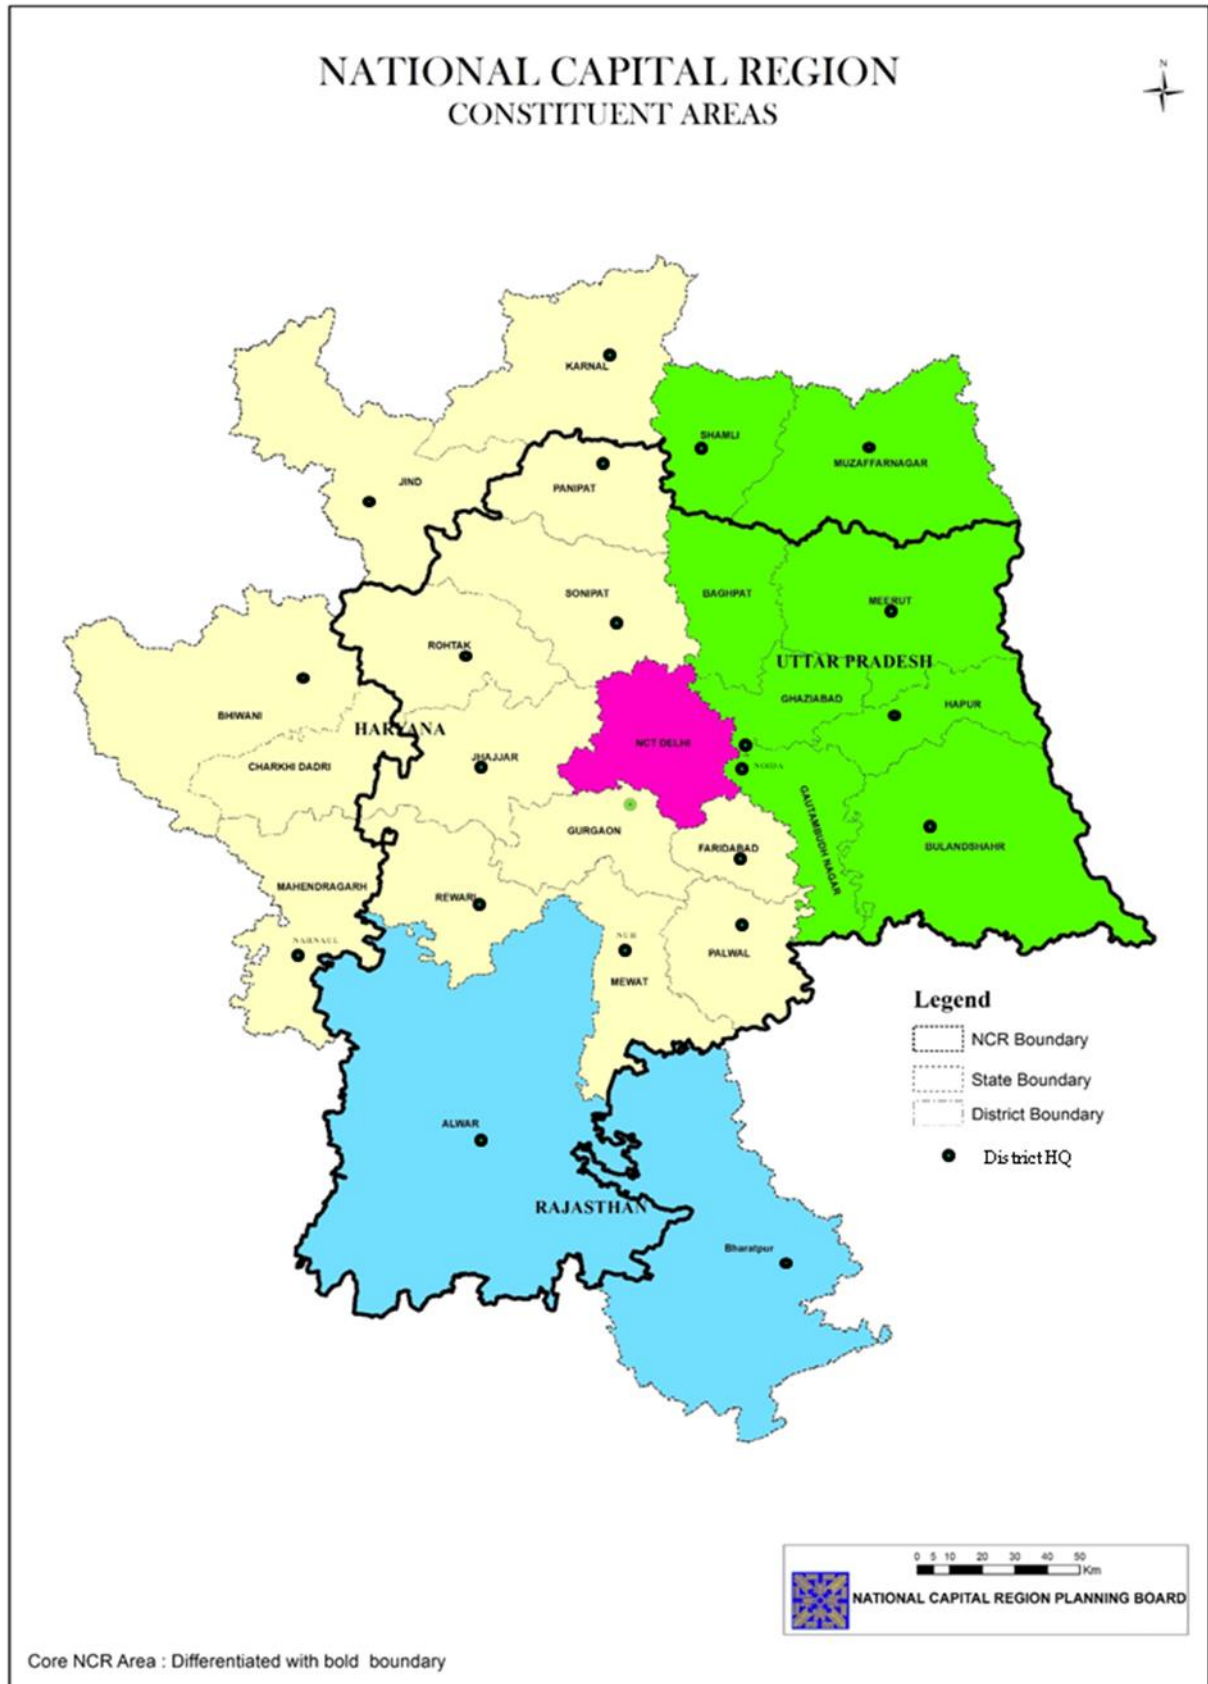 NATIONAL CAPITAL REGION
CONSTITUENT AREAS
N
KARNAL
SHAMLI
MUZAFFARNAGAR
JIND
PANIPAT
SONIPAT
BAGHPAT
MEERUT
ROHTAK
UTTAR PRADESH
GHAZIABAD
HAPUR
BHIWANI
HARYANA
NCT DELHI
CHARKHI DADRI
JHAJJAR
NOIDA
GAUTAMBUDH NAGAR
GURGAON
FARIDABAD
BULANDSHAHR
MAHENDRAGARH
REWARI
NARNAUL
NUH
PALWAL
MEWAT
Legend
NCR Boundary
State Boundary
District Boundary
District HQ
ALWAR
RAJASTHAN
Bharatpur
0 5 10 20 30 40 50
Km
NATIONAL CAPITAL REGION PLANNING BOARD
Core NCR Area : Differentiated with bold boundary